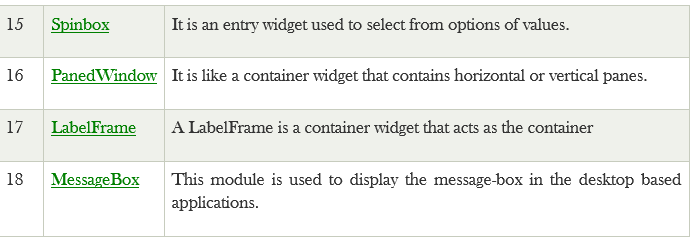 15 Spinbox It is an entry widget used to select from options of values.
16 PanedWindow It is like a container widget that contains horizontal or vertical panes.
17 LabelFrame A LabelFrame is a container widget that acts as the container
18 MessageBox This module is used to display the message-box in the desktop based
applications.